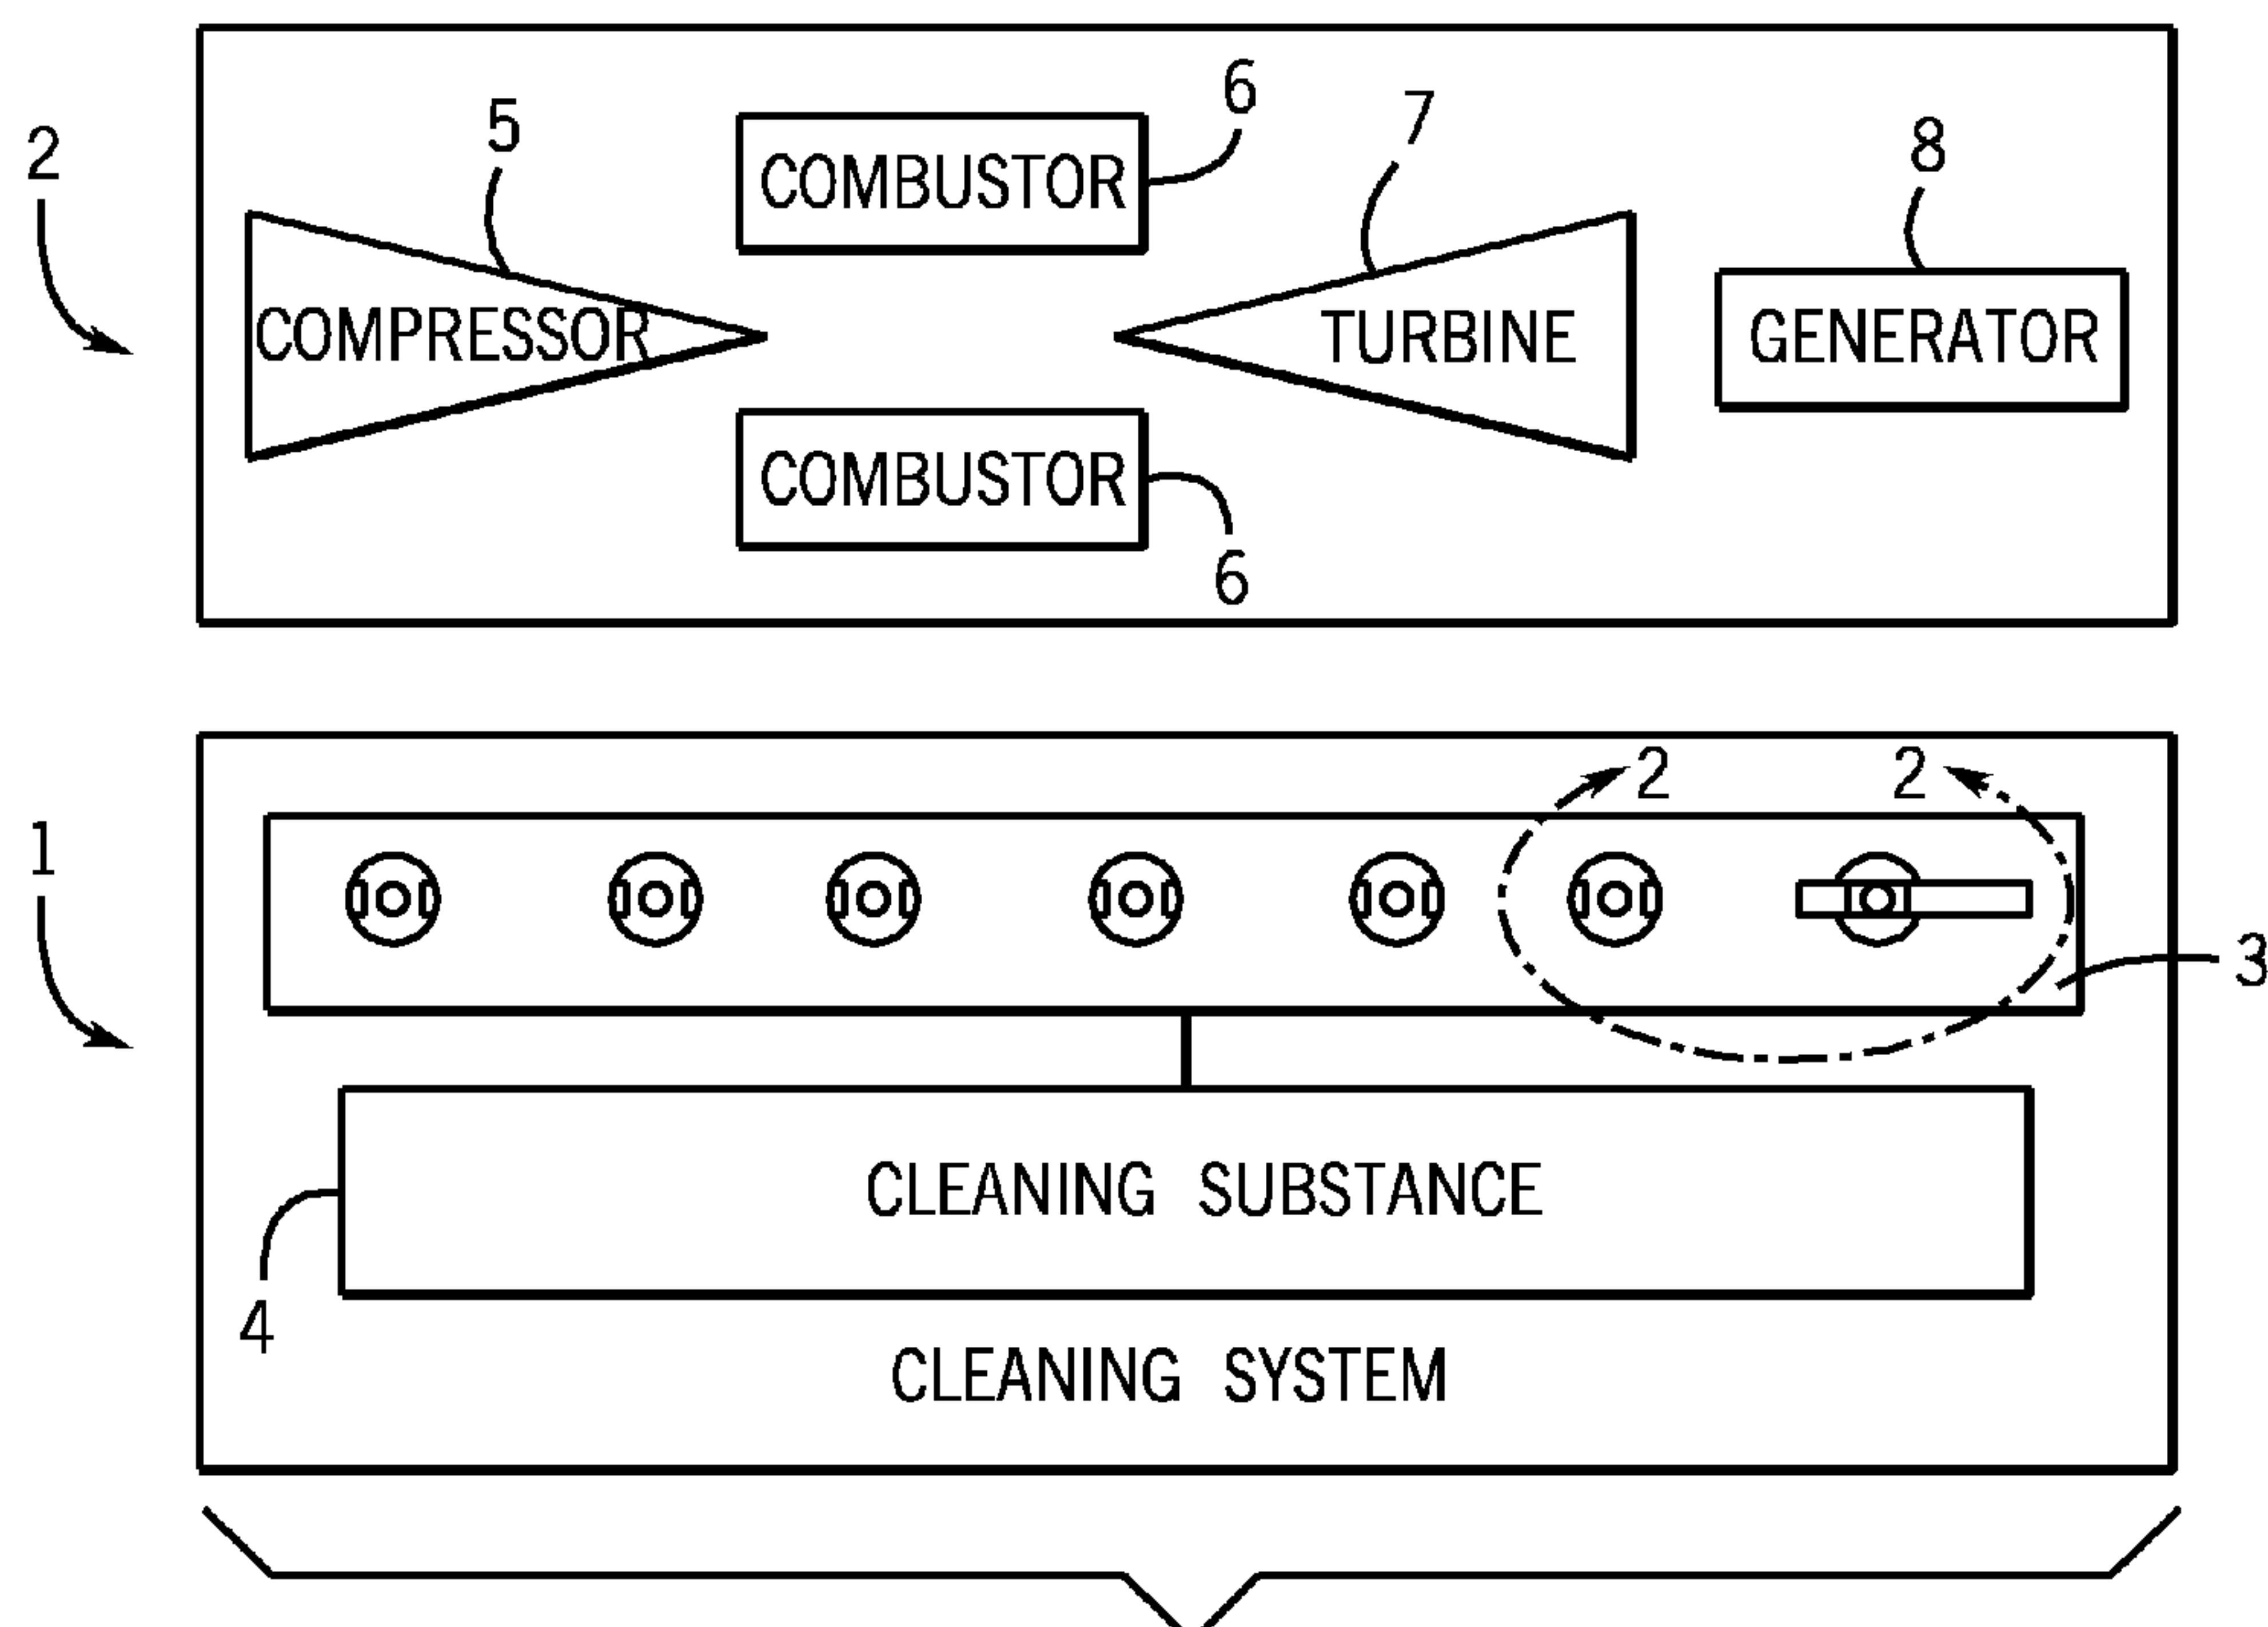 6
5
7
8
2
COMBUSTOR
COMPRESSOR
TURBINE
GENERATOR
COMBUSTOR
6
2
2
1
3
CLEANING SUBSTANCE
4
CLEANING SYSTEM